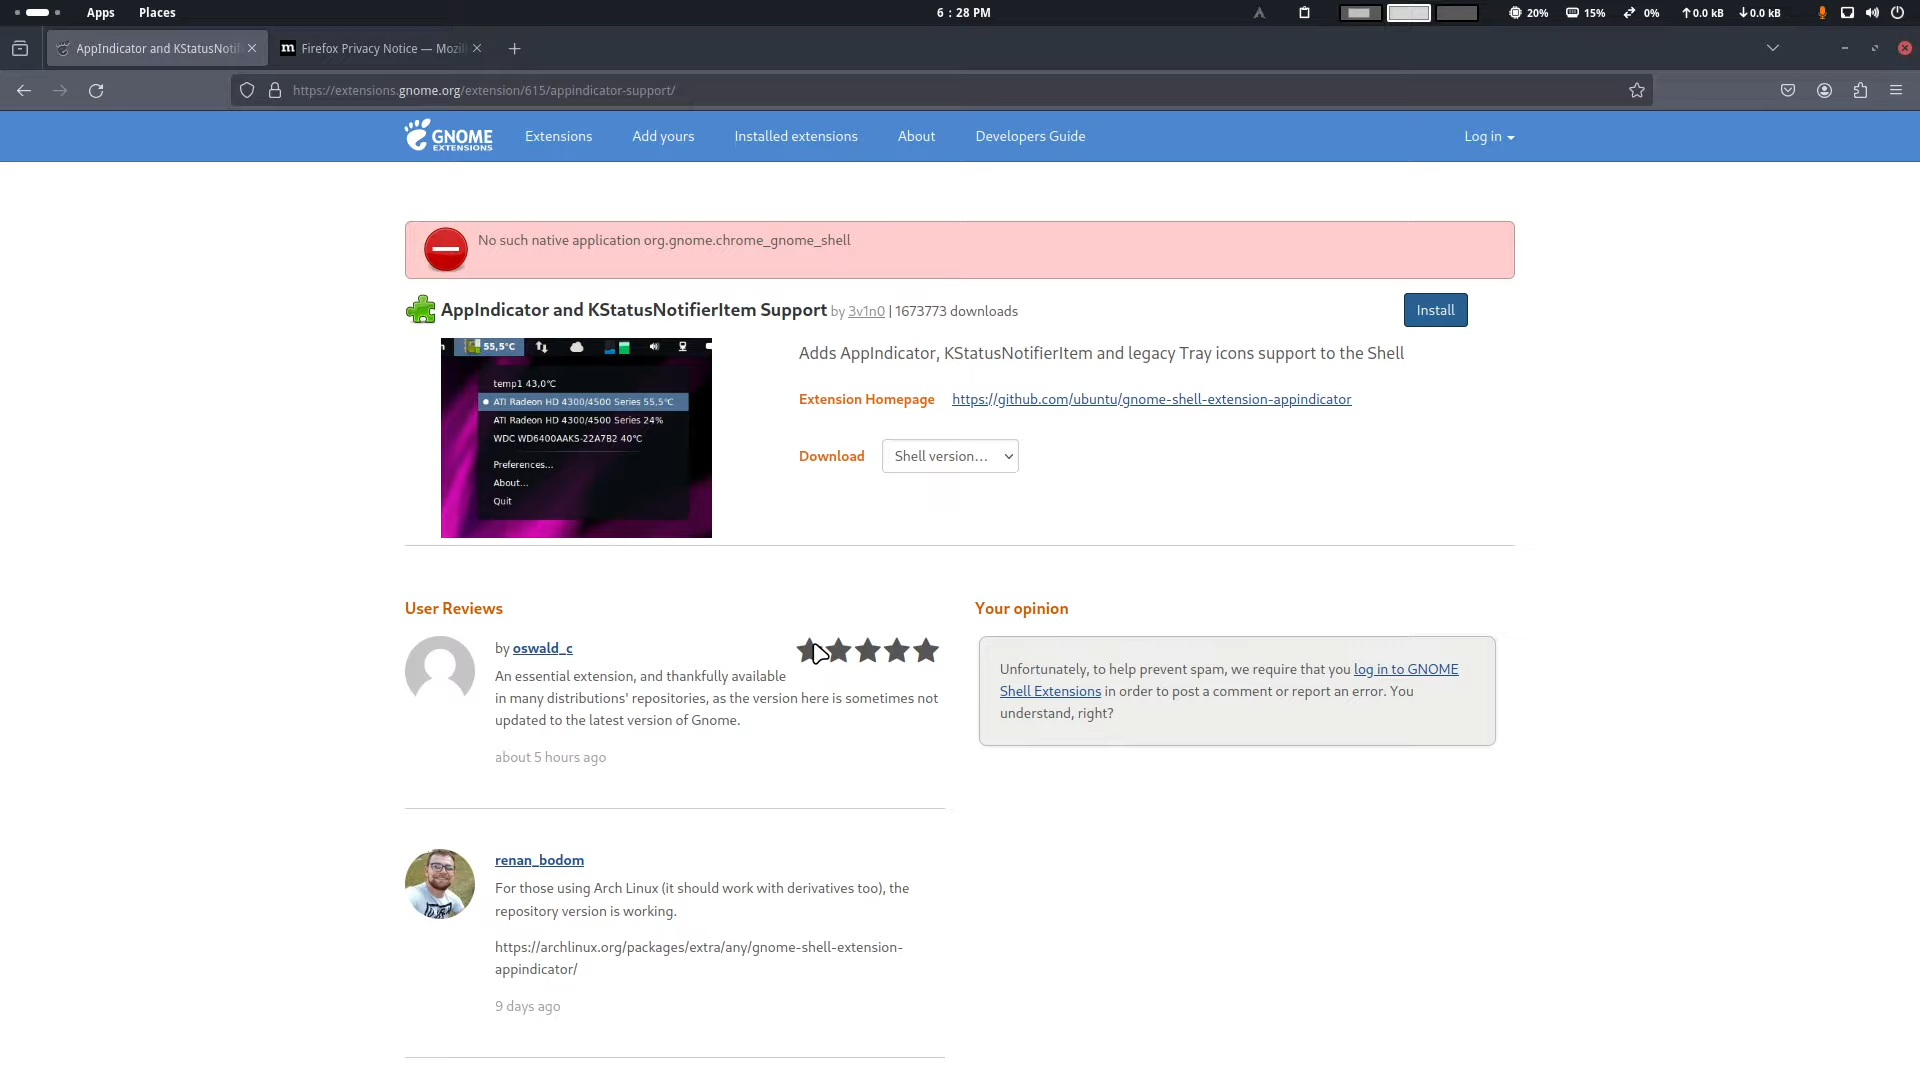 Apps Places 6 : 28 PM 20% 15% 0% ↑0.0 kB ↓0.0 kB
AppIndicator and KStatusNotif Firefox Privacy Notice — Mozil
https://extensions.gnome.org/extension/615/appindicator-support/
GNOME EXTENSIONS Extensions Add yours Installed extensions About Developers Guide Log in
No such native application org.gnome.chrome_gnome_shell
AppIndicator and KStatusNotifierItem Support by 3v1n0 | 1673773 downloads Install
55,5°C
temp1 43,0°C
ATI Radeon HD 4300/4500 Series 55,5°C
ATI Radeon HD 4300/4500 Series 24%
WDC WD6400AAKS-22A7B2 40°C
Preferences...
About...
Quit
Adds AppIndicator, KStatusNotifierItem and legacy Tray icons support to the Shell
Extension Homepage https://github.com/ubuntu/gnome-shell-extension-appindicator
Download Shell version...
User Reviews
by oswald_c
An essential extension, and thankfully available
in many distributions' repositories, as the version here is sometimes not
updated to the latest version of Gnome.
about 5 hours ago
renan_bodom
For those using Arch Linux (it should work with derivatives too), the
repository version is working.
https://archlinux.org/packages/extra/any/gnome-shell-extension-
appindicator/
9 days ago
Your opinion
Unfortunately, to help prevent spam, we require that you log in to GNOME
Shell Extensions in order to post a comment or report an error. You
understand, right?